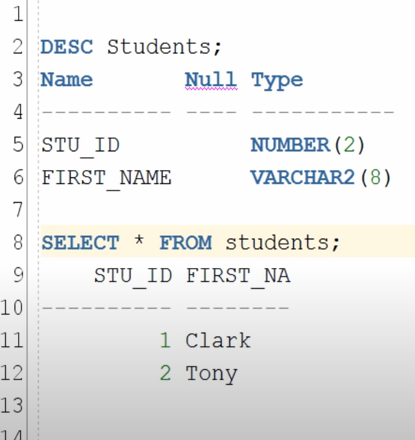 1
2 DESC Students;
3 Name Null Type
4 ---------- ---- -----------
5 STU_ID NUMBER(2)
6 FIRST_NAME VARCHAR2(8)
7
8 SELECT * FROM students;
9 STU_ID FIRST_NA
10 ---------- --------
11 1 Clark
12 2 Tony
13
14